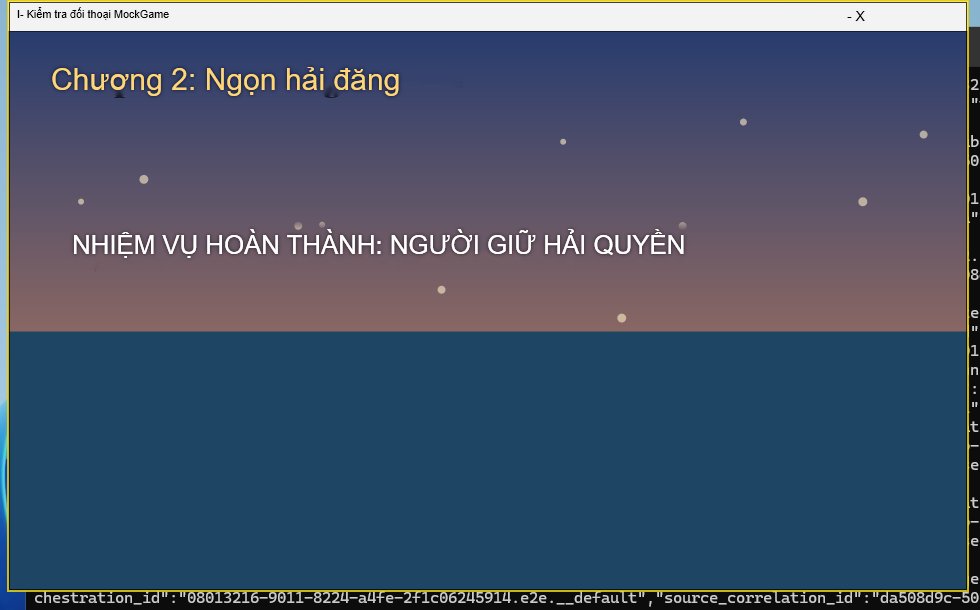 I- Kiểm tra đối thoại MockGame
- X
Chương 2: Ngọn hải đăng
NHIỆM VỤ HOÀN THÀNH: NGƯỜI GIỮ HẢI QUYỀN
chestration_id":"08013216-9011-8224-a4fe-2f1c06245914.e2e.__default","source_correlation_id":"da508d9c-5